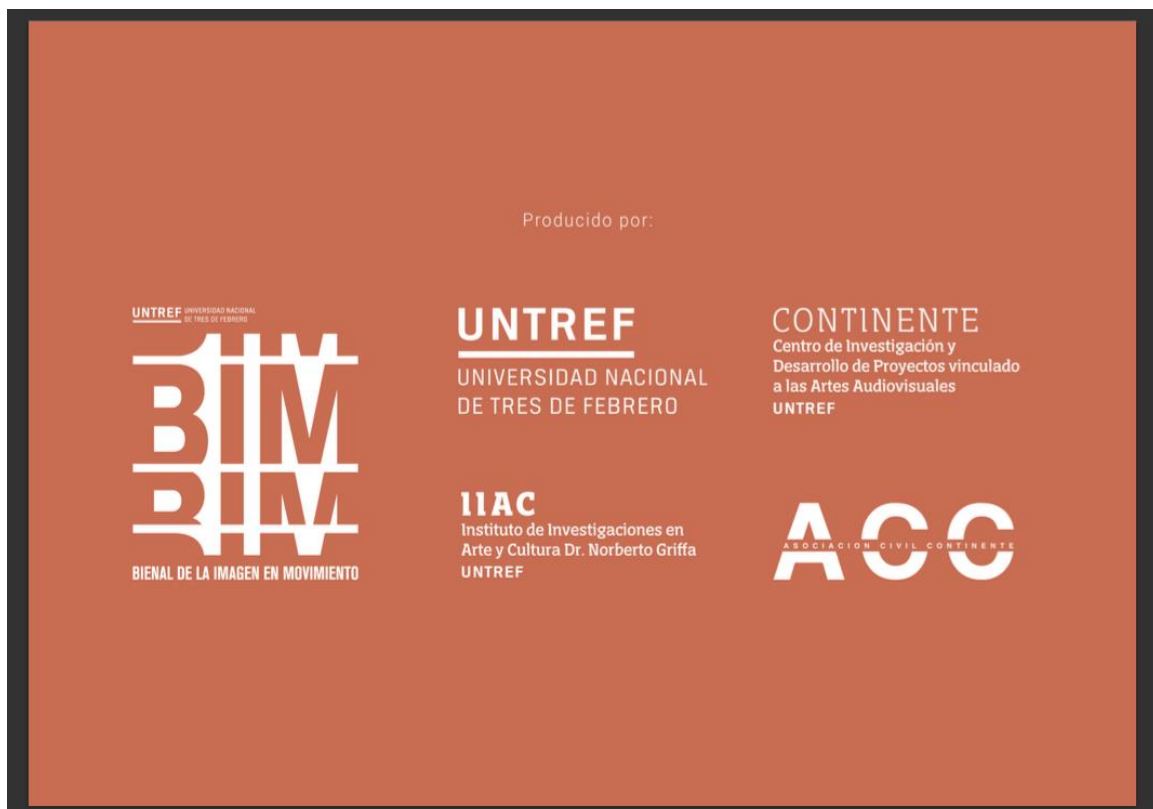 Producido por:
UNTREF UNIVERSIDAD NACIONAL
DE TRES DE FEBRERO
BIM
BIM
BIENAL DE LA IMAGEN EN MOVIMIENTO
UNTREF
UNIVERSIDAD NACIONAL
DE TRES DE FEBRERO
IIAC
Instituto de Investigaciones en
Arte y Cultura Dr. Norberto Griffa
UNTREF
CONTINENTE
Centro de Investigación y
Desarrollo de Proyectos vinculado
a las Artes Audiovisuales
UNTREF
ACC
ASOCIACION CIVIL CONTINENTE